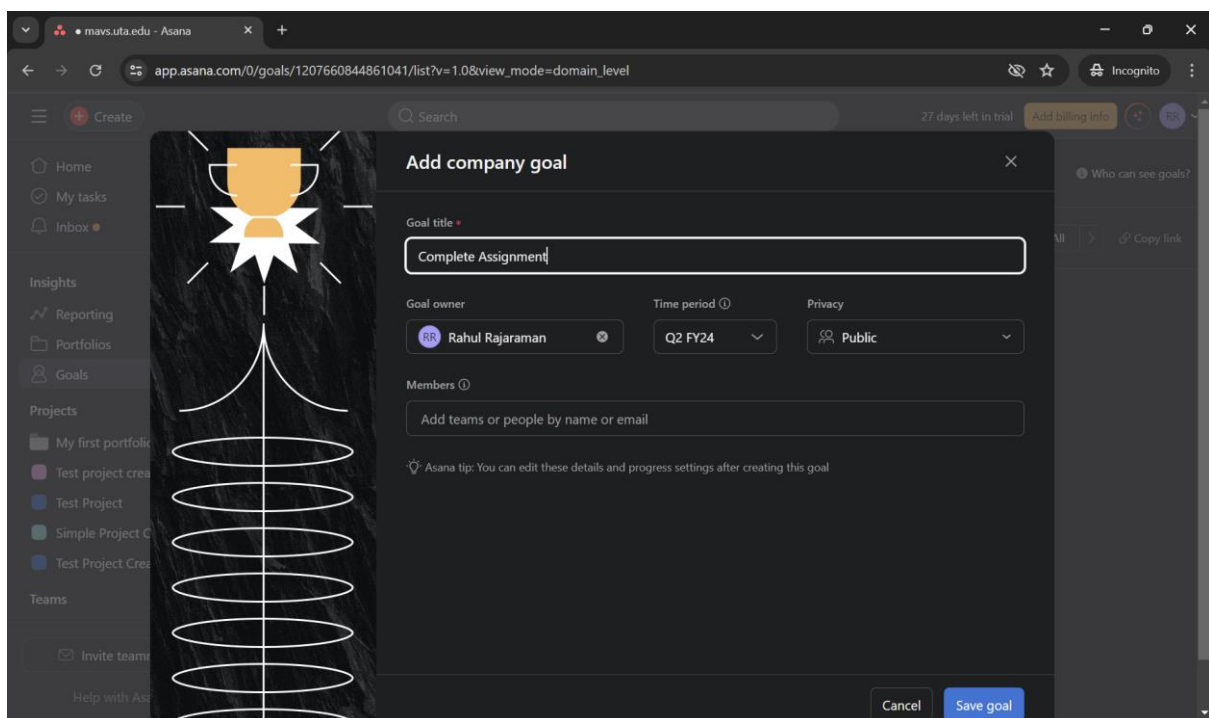 mavs.uta.edu - Asana
app.asana.com/0/goals/1207660844861041/list?v=1.0&view_mode=domain_level
Incognito
Create
Search
27 days left in trial
Add billing info
RR
Home
My tasks
Inbox
Insights
Reporting
Portfolios
Goals
Projects
My first portfolio
Test project crea
Test Project
Simple Project C
Test Project Crea
Teams
Invite teamm
Help with Asa
Who can see goals?
All
Copy link
Add company goal
Goal title *
Complete Assignment
Goal owner
Time period
Privacy
RR Rahul Rajaraman
Q2 FY24
Public
Members
Add teams or people by name or email
Asana tip: You can edit these details and progress settings after creating this goal
Cancel
Save goal